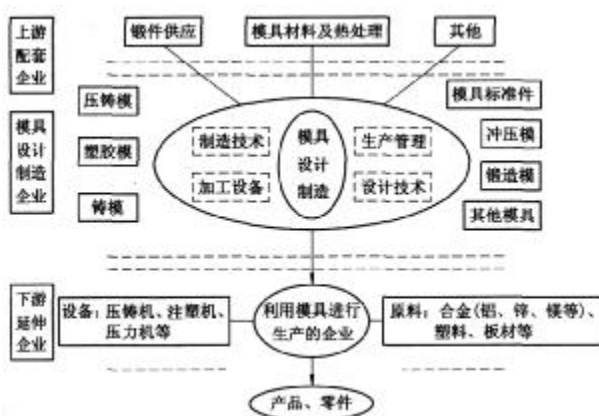 上游
配套
企业
锻件供应
模具材料及热处理
其他
压铸模
模具标准件
模具
设计
制造
企业
塑胶模
铸模
制造技术
加工设备
模具
设计
制造
生产管理
设计技术
冲压模
锻造模
其他模具
下游
延伸
企业
设备：压铸机、注塑机、
压力机等
利用模具进行
生产的企业
原料：合金(铝、锌、镁等)、
塑料、板材等
产品、零件